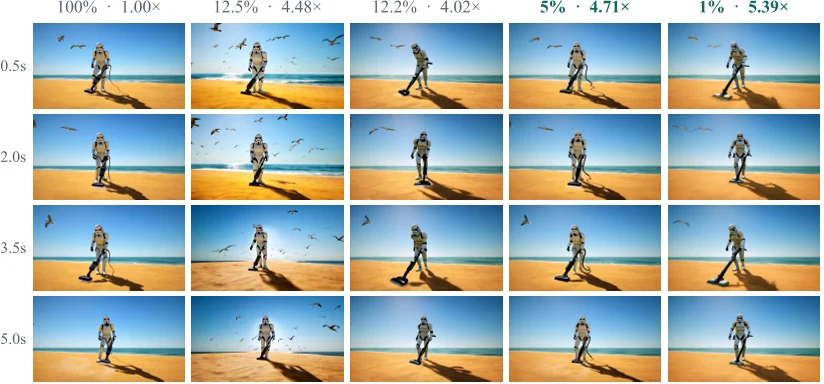 100% · 1.00× 12.5% · 4.48× 12.2% · 4.02× 5% · 4.71× 1% · 5.39×
0.5s
2.0s
3.5s
5.0s